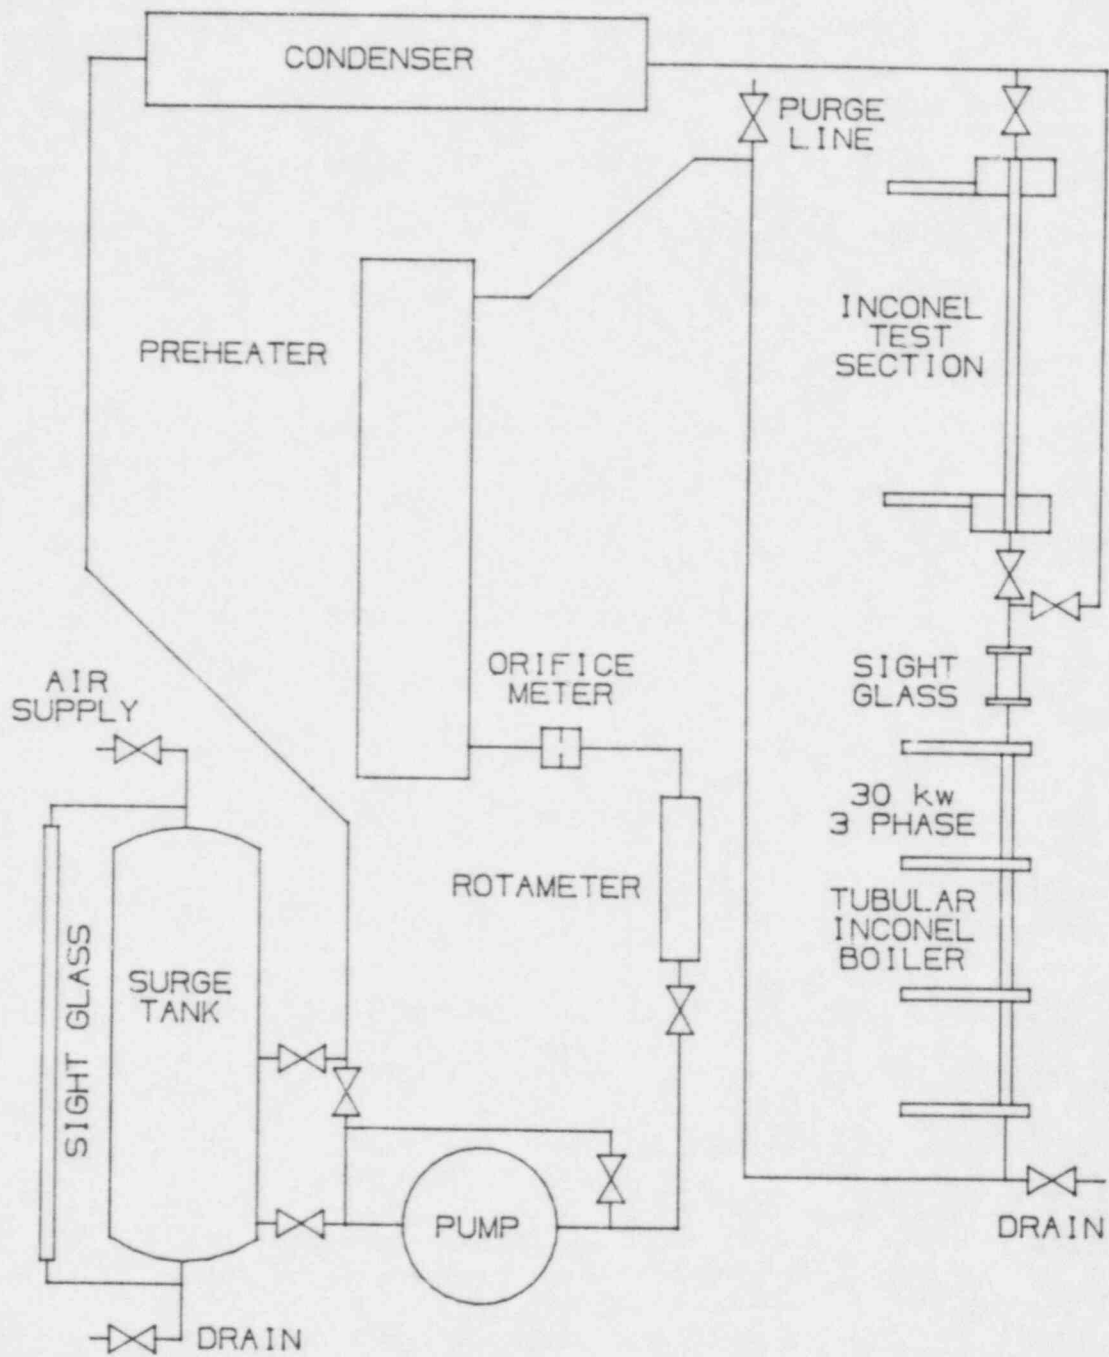 CONDENSER
PURGE
LINE
INCONEL
TEST
SECTION
PREHEATER
ORIFICE
METER
SIGHT
GLASS
AIR
SUPPLY
30 kw
3 PHASE
ROTAMETER
TUBULAR
INCONEL
BOILER
SIGHT GLASS
SURGE
TANK
PUMP
DRAIN
DRAIN